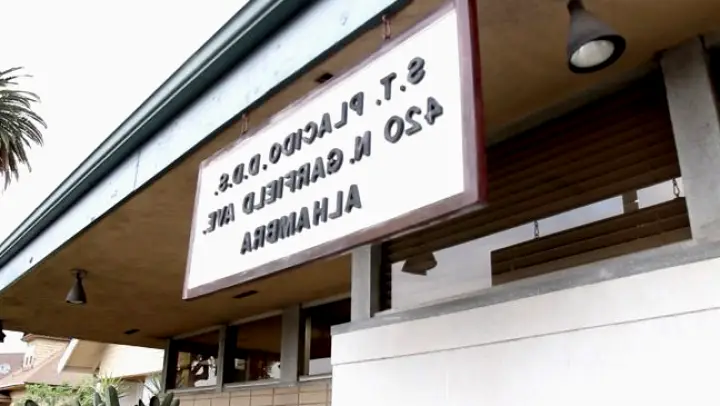 S.T. PLACIDO, D.D.S.
420 N. GARFIELD AVE.
ALHAMBRA